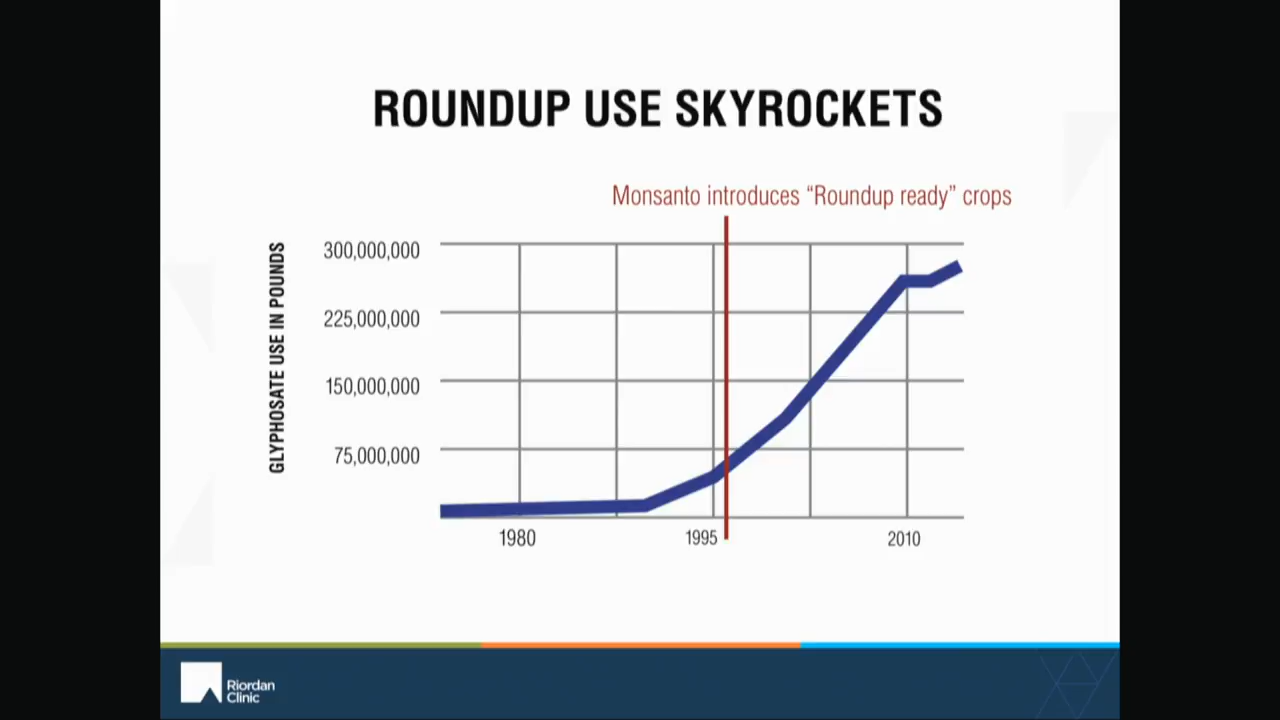 ROUNDUP USE SKYROCKETS
Monsanto introduces “Roundup ready” crops
GLYPHOSATE USE IN POUNDS
300,000,000
225,000,000
150,000,000
75,000,000
1980
1995
2010
Riordan
Clinic